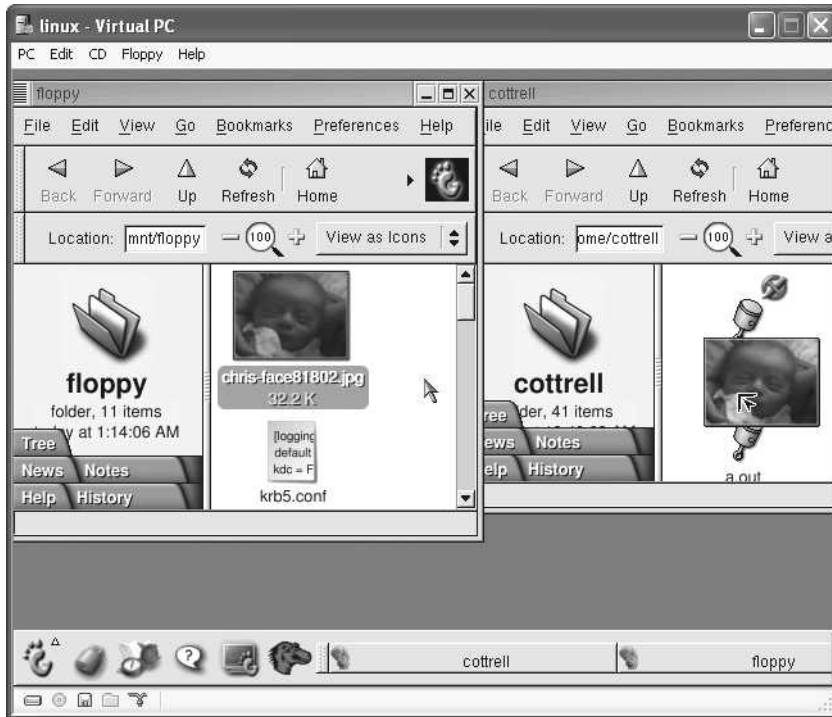 linux - Virtual PC
PC Edit CD Floppy Help
floppy
File Edit View Go Bookmarks Preferences Help
Back Forward Up Refresh Home
Location: mnt/floppy 100 View as Icons
floppy
folder, 11 items
at 1:14:06 AM
Tree
News Notes
Help History
chris-face81802.jpg
32.2 K
[logging
default
kdc = F
krb5.conf
cottrell
ile Edit View Go Bookmarks Preferenc
Back Forward Up Refresh Home
Location: ome/cottrell 100 View a
cottrell
der, 41 items
ree
ews Notes
elp History
a.out
cottrell
floppy